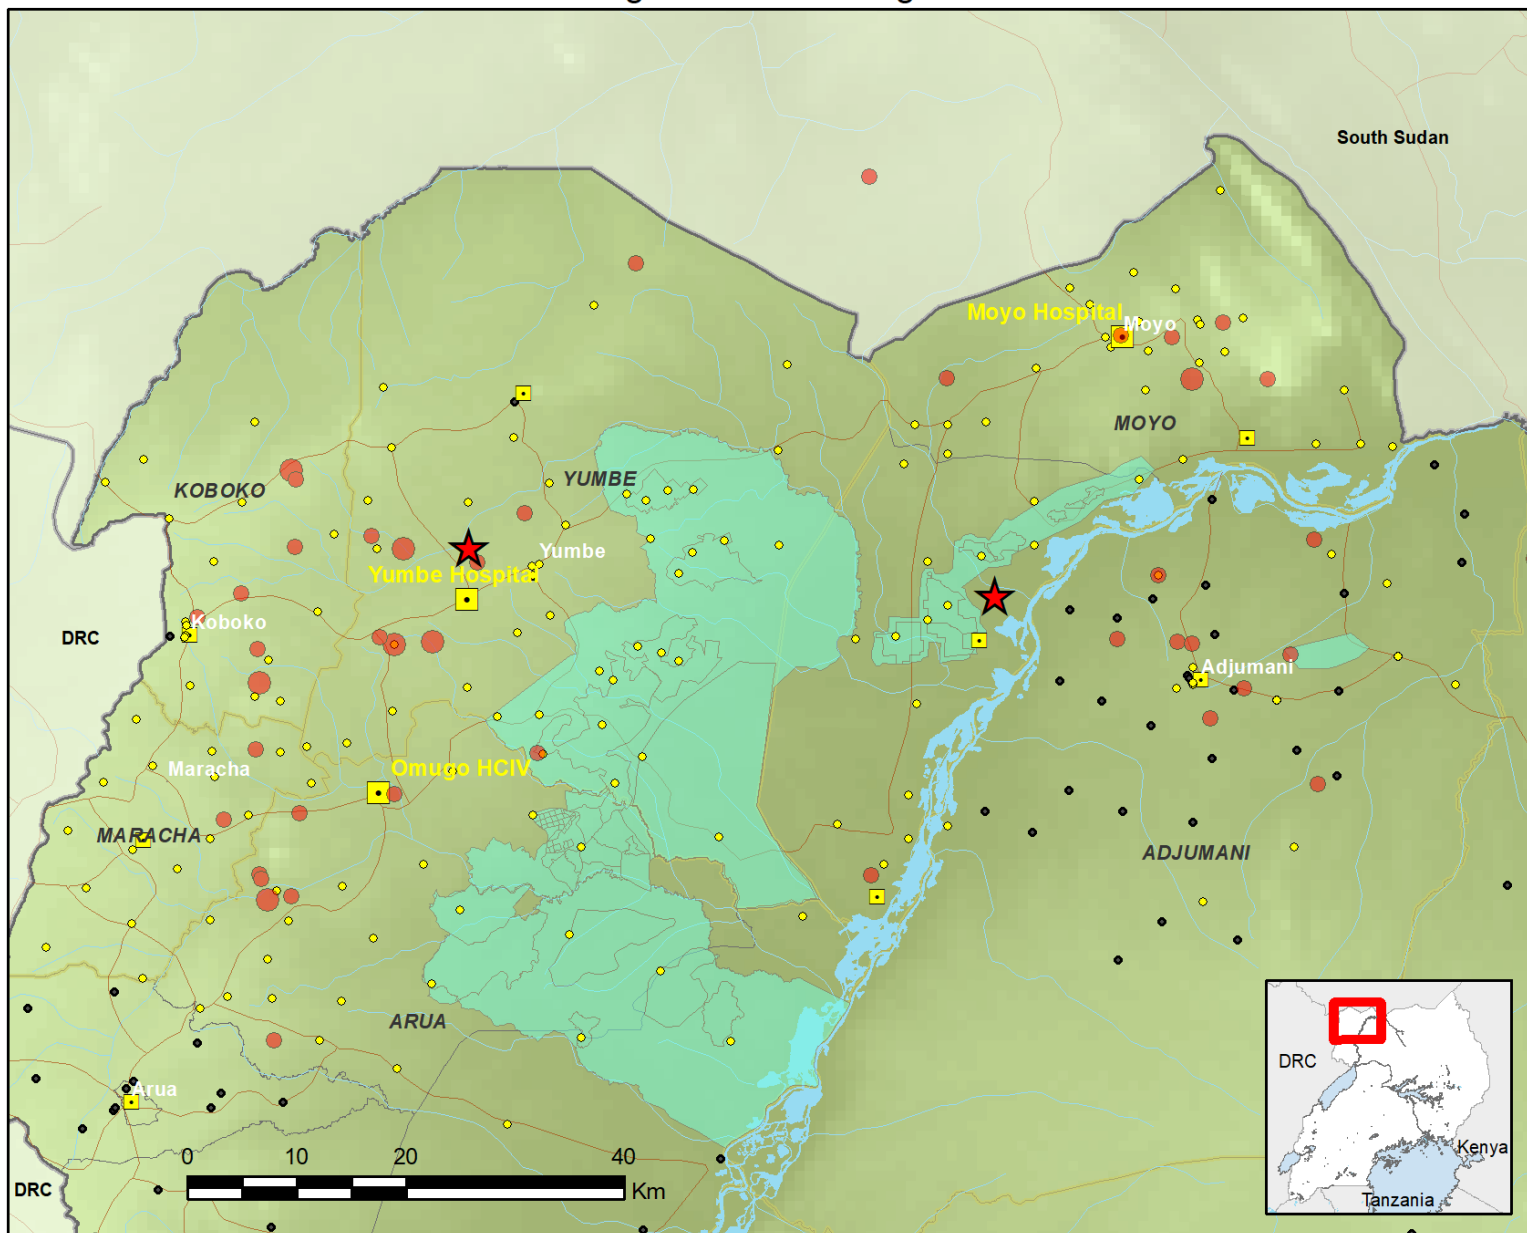 South Sudan
Moyo Hospital
Moyo
MOYO
YUMBE
KOBOKO
Yumbe
Yumbe Hospital
DRC
Koboko
Adjumani
Maracha
Omugo HCIV
MARACHA
ADJUMANI
ARUA
Arua
0 10 20 40
Km
DRC
DRC
Kenya
Tanzania